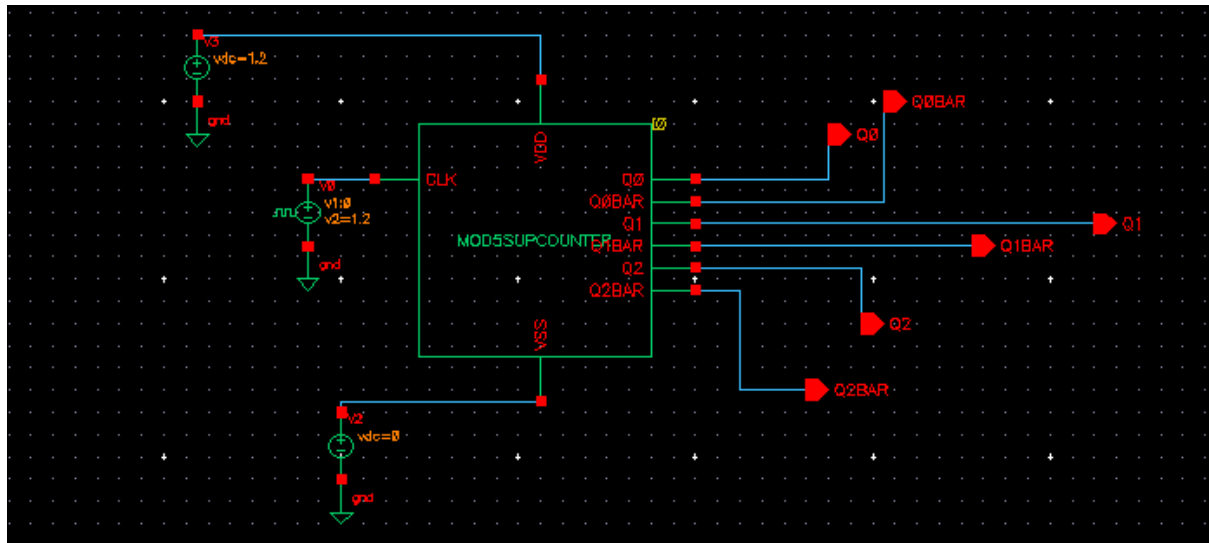 V3
vdc=1.2
gnd
VDD
CLK
V0
v1:0
v2=1.2
gnd
MOD5SUPCOUNTER
Q0
Q0BAR
Q1
Q1BAR
Q2
Q2BAR
VSS
V2
vdc=0
gnd
Q0BAR
Q0
Q1
Q1BAR
Q2
Q2BAR